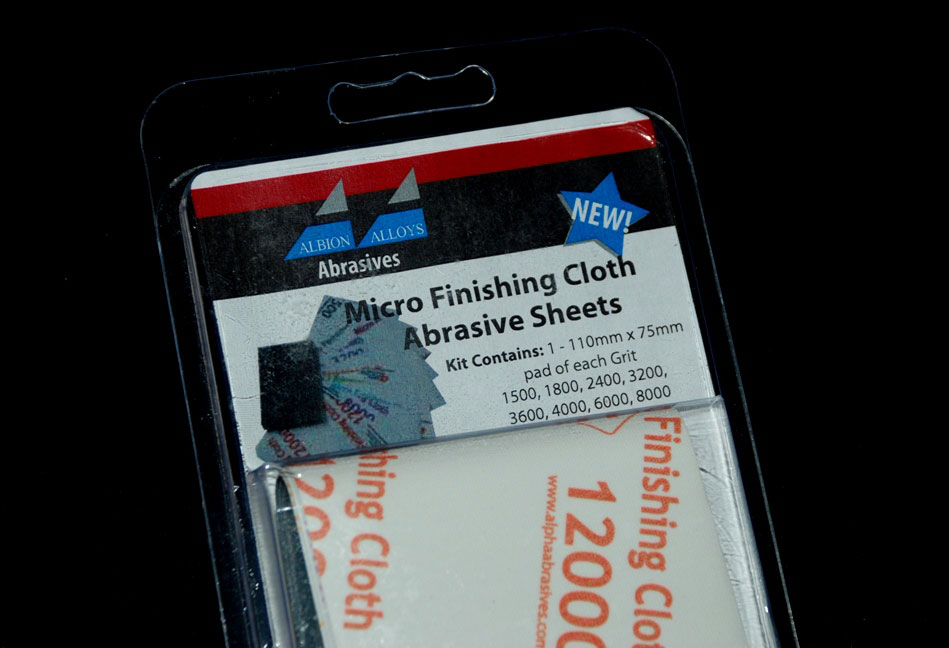 ALBION ALLOYS
Abrasives
NEW!
Micro Finishing Cloth
Abrasive Sheets
Kit Contains: 1 - 110mm x 75mm
pad of each Grit
1500, 1800, 2400, 3200,
3600, 4000, 6000, 8000
Finishing Clot
12000
www.alphaabrasives.com
hing Cloth
1200